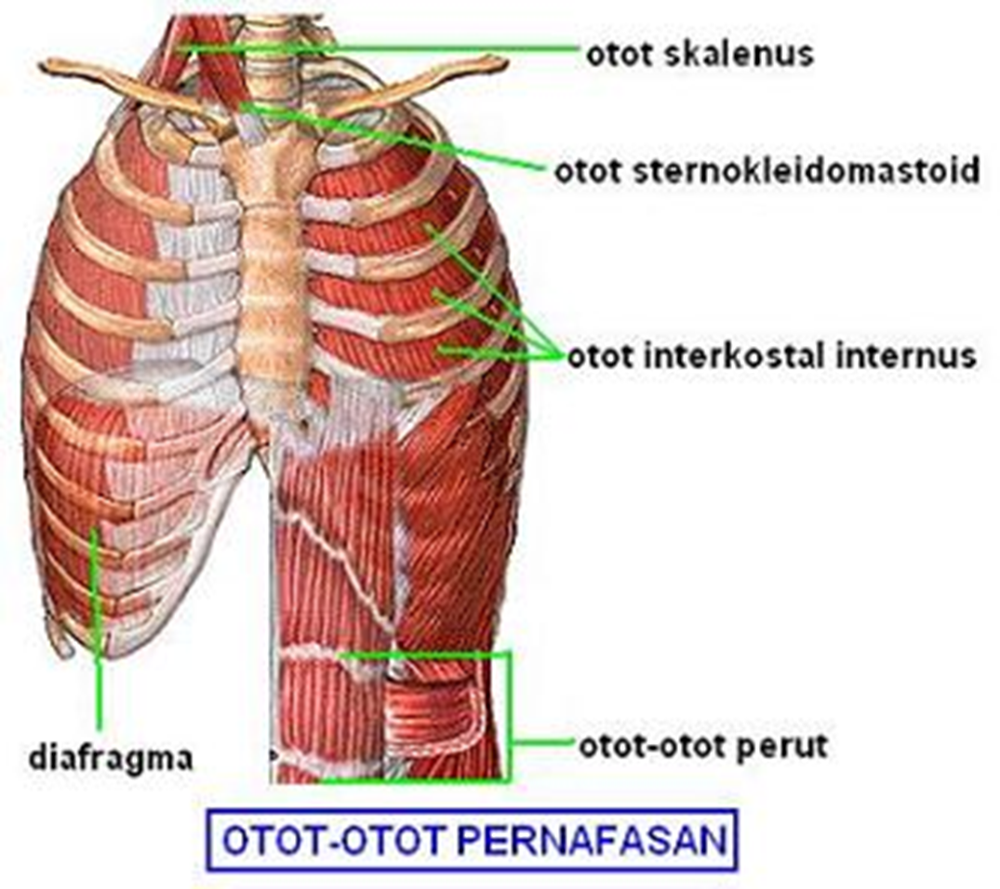 otot skalenus
otot sternokleidomastoid
otot interkostal internus
otot-otot perut
diafragma
OTOT-OTOT PERNAFASAN